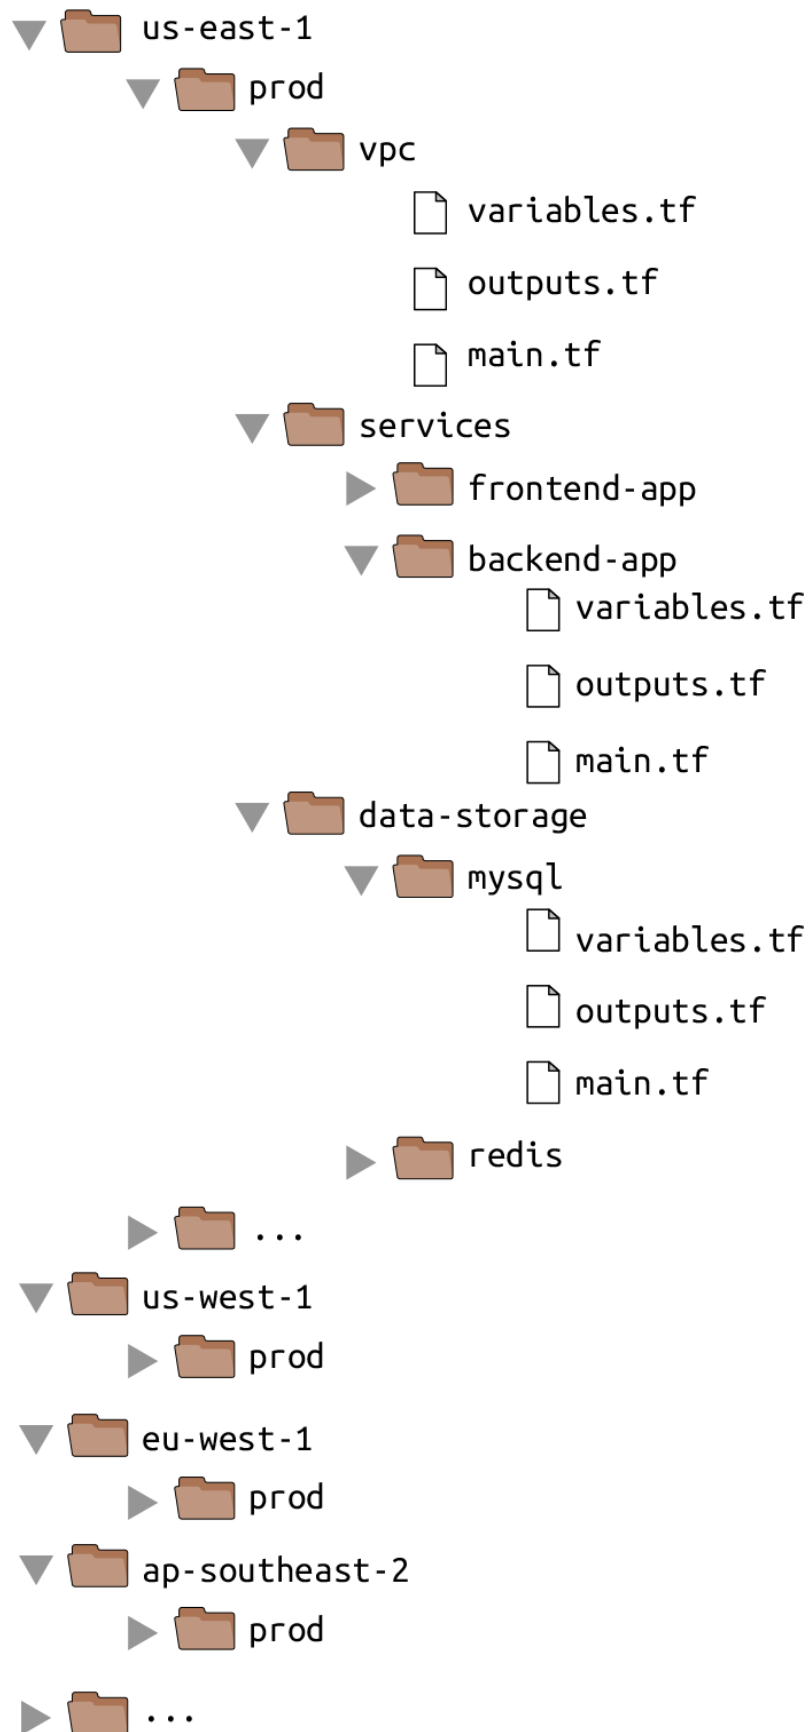 us-east-1
prod
vpc
variables.tf
outputs.tf
main.tf
services
frontend-app
backend-app
variables.tf
outputs.tf
main.tf
data-storage
mysql
variables.tf
outputs.tf
main.tf
redis
...
us-west-1
prod
eu-west-1
prod
ap-southeast-2
prod
...